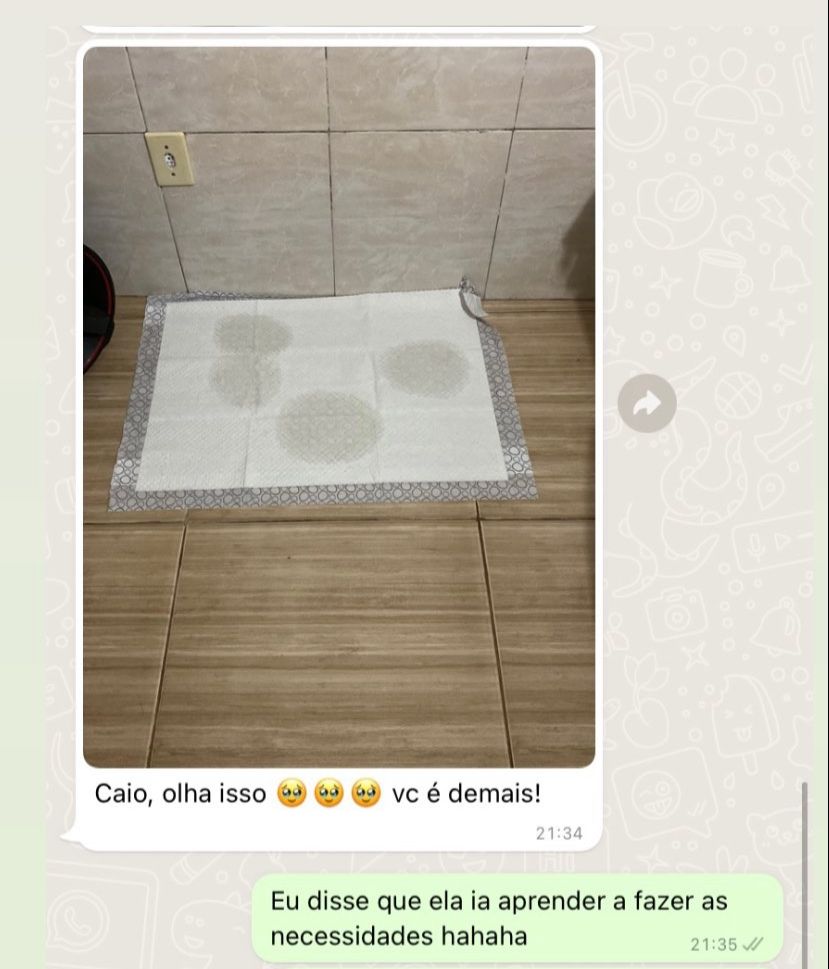 Caio, olha isso 🥹🥹🥹 vc é demais!
21:34
Eu disse que ela ia aprender a fazer as
necessidades hahaha
21:35